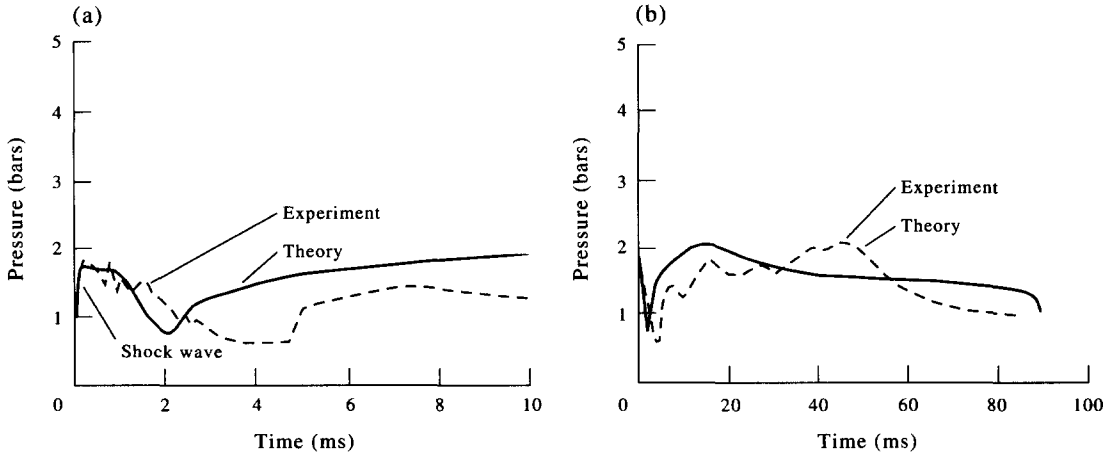 (a)
5
4
3
2
1
0
2
4
6
8
10
Pressure (bars)
Time (ms)
Experiment
Theory
Shock wave
(b)
5
4
3
2
1
0
20
40
60
80
100
Pressure (bars)
Time (ms)
Experiment
Theory